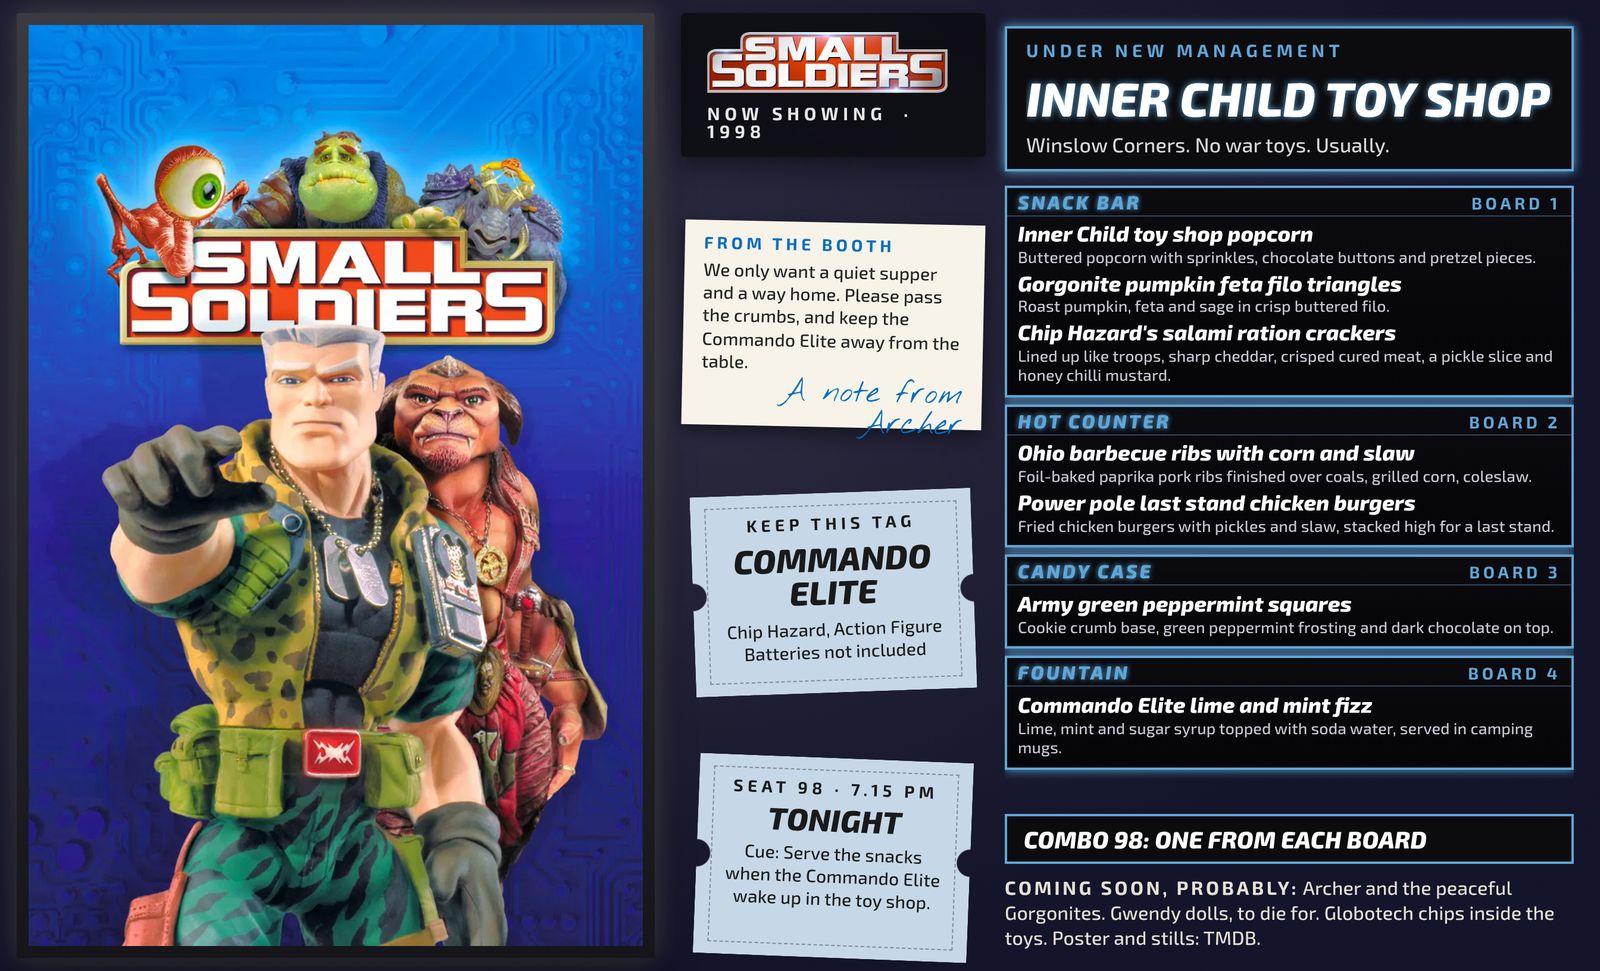 SMALL
SOLDIERS
SMALL
SOLDIERS
NOW SHOWING ·
1998
FROM THE BOOTH
We only want a quiet supper
and a way home. Please pass
the crumbs, and keep the
Commando Elite away from the
table.
A note from
Archer
KEEP THIS TAG
COMMANDO
ELITE
Chip Hazard, Action Figure
Batteries not included
SEAT 98 · 7.15 PM
TONIGHT
Cue: Serve the snacks
when the Commando Elite
wake up in the toy shop.
UNDER NEW MANAGEMENT
INNER CHILD TOY SHOP
Winslow Corners. No war toys. Usually.
SNACK BAR BOARD 1
Inner Child toy shop popcorn
Buttered popcorn with sprinkles, chocolate buttons and pretzel pieces.
Gorgonite pumpkin feta filo triangles
Roast pumpkin, feta and sage in crisp buttered filo.
Chip Hazard's salami ration crackers
Lined up like troops, sharp cheddar, crisped cured meat, a pickle slice and
honey chilli mustard.
HOT COUNTER BOARD 2
Ohio barbecue ribs with corn and slaw
Foil-baked paprika pork ribs finished over coals, grilled corn, coleslaw.
Power pole last stand chicken burgers
Fried chicken burgers with pickles and slaw, stacked high for a last stand.
CANDY CASE BOARD 3
Army green peppermint squares
Cookie crumb base, green peppermint frosting and dark chocolate on top.
FOUNTAIN BOARD 4
Commando Elite lime and mint fizz
Lime, mint and sugar syrup topped with soda water, served in camping
mugs.
COMBO 98: ONE FROM EACH BOARD
COMING SOON, PROBABLY: Archer and the peaceful
Gorgonites. Gwendy dolls, to die for. Globotech chips inside the
toys. Poster and stills: TMDB.